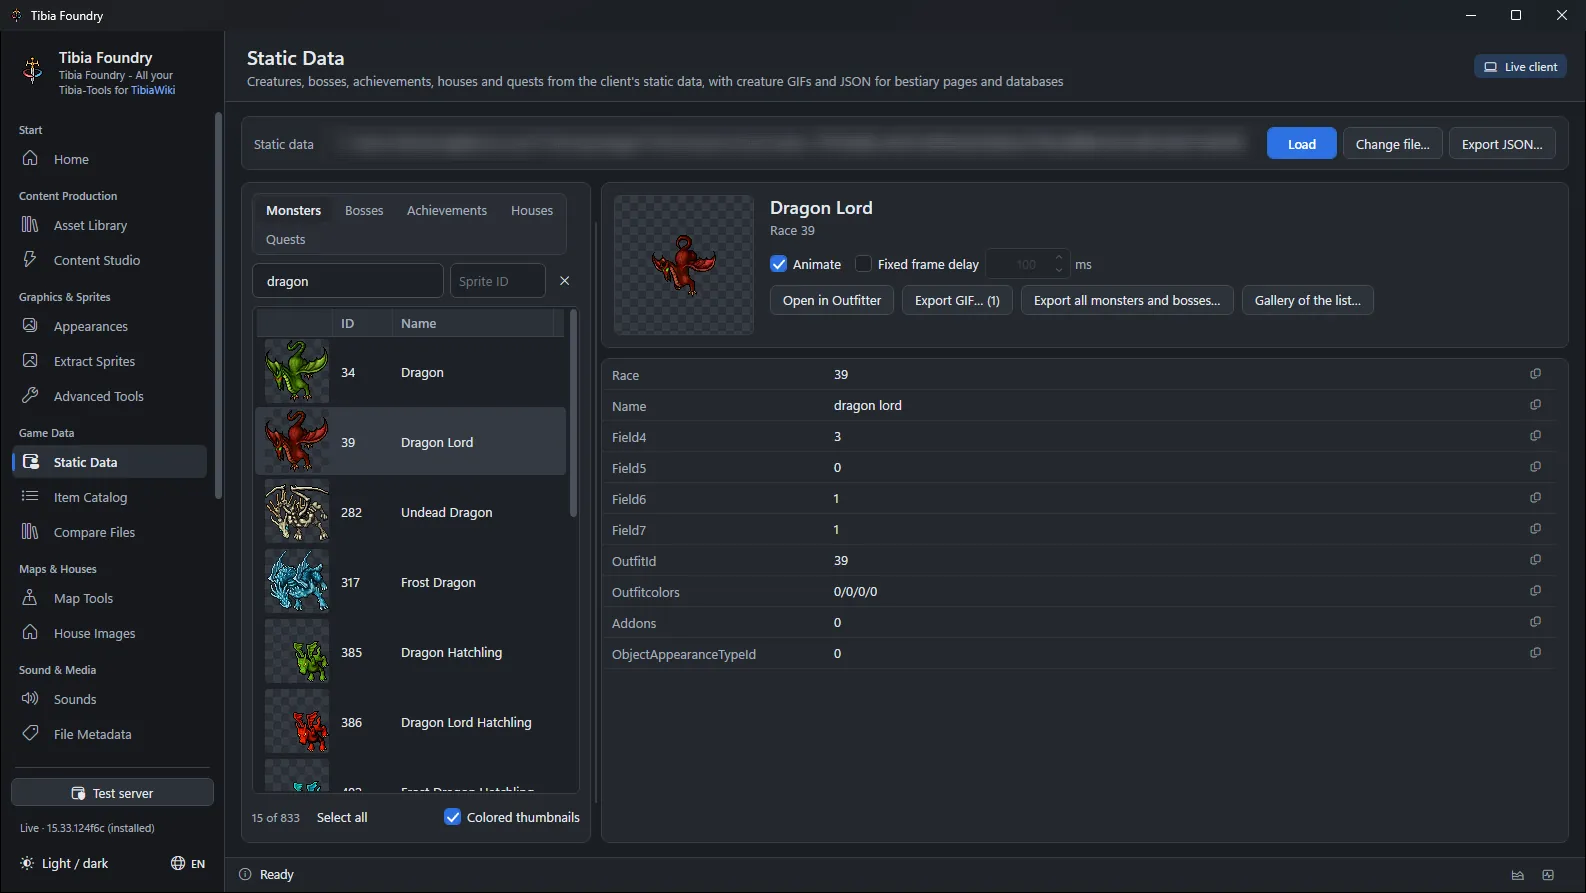 Tibia Foundry
Tibia Foundry
Tibia Foundry - All your
Tibia-Tools for TibiaWiki
Start
Home
Content Production
Asset Library
Content Studio
Graphics & Sprites
Appearances
Extract Sprites
Advanced Tools
Game Data
Static Data
Item Catalog
Compare Files
Maps & Houses
Map Tools
House Images
Sound & Media
Sounds
File Metadata
Test server
Live · 15.33.124f6c (installed)
Light / dark
EN
Static Data
Creatures, bosses, achievements, houses and quests from the client's static data, with creature GIFs and JSON for bestiary pages and databases
Live client
Static data
Load
Change file...
Export JSON...
Monsters
Bosses
Achievements
Houses
Quests
dragon
Sprite ID
ID Name
34 Dragon
39 Dragon Lord
282 Undead Dragon
317 Frost Dragon
385 Dragon Hatchling
386 Dragon Lord Hatchling
15 of 833
Select all
Colored thumbnails
Dragon Lord
Race 39
Animate
Fixed frame delay
100
ms
Open in Outfitter
Export GIF... (1)
Export all monsters and bosses...
Gallery of the list...
Race 39
Name dragon lord
Field4 3
Field5 0
Field6 1
Field7 1
OutfitId 39
Outfitcolors 0/0/0/0
Addons 0
ObjectAppearanceTypeId 0
Ready